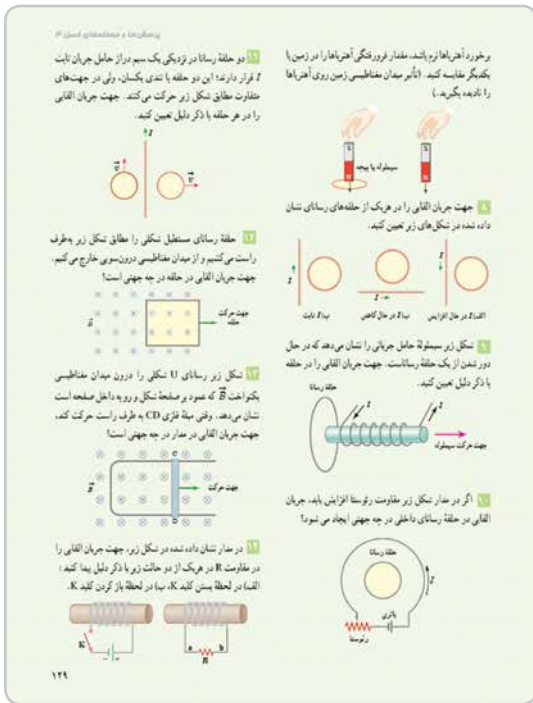 پرسش‌ها و مسئله‌های فصل ۳
برخورد آهنرباها نرم باشد، مقدار فرورفتگی آهنرباها را در زمین با
یکدیگر مقایسه کنید. (تأثیر میدان مغناطیسی زمین روی آهنرباها
را نادیده بگیرید.)
S
N
S
N
سیملوله یا پیچه
۸ جهت جریان القایی را در هریک از حلقه‌های رسانای نشان
داده شده در شکل‌های زیر تعیین کنید.
I
I
I
الف) I در حال افزایش
ب) I در حال کاهش
پ) I ثابت
۹ شکل زیر سیملولهٔ حامل جریانی را نشان می‌دهد که در حال
دور شدن از یک حلقهٔ رساناست. جهت جریان القایی را در حلقه
با ذکر دلیل تعیین کنید.
حلقهٔ رسانا
I
I
جهت حرکت سیملوله
۱۰ اگر در مدار شکل زیر مقاومت رئوستا افزایش یابد، جریان
القایی در حلقهٔ رسانای داخلی در چه جهتی ایجاد می شود؟
حلقهٔ رسانا
I
باتری
رئوستا
۱۱ دو حلقهٔ رسانا در نزدیکی یک سیم دراز حامل جریان ثابت
I قرار دارند؛ این دو حلقه با تندی یکسان، ولی در جهت‌های
متفاوت مطابق شکل زیر حرکت می‌کنند. جهت جریان القایی
را در هر حلقه با ذکر دلیل تعیین کنید.
I
v
v
۱۲ حلقهٔ رسانای مستطیل شکلی را مطابق شکل زیر به‌طرف
راست می‌کشیم و از میدان مغناطیسی درون‌سویی خارج می‌کنیم.
جهت جریان القایی در حلقه در چه جهتی است؟
B
جهت حرکت
حلقه
۱۳ شکل زیر رسانای U شکلی را درون میدان مغناطیسی
یکنواخت B که عمود بر صفحهٔ شکل و رو به داخل صفحه است
نشان می‌دهد. وقتی میلهٔ فلزی CD به طرف راست حرکت کند،
جهت جریان القایی در مدار در چه جهتی است؟
C
B
جهت حرکت
D
۱۴ در مدار نشان داده شده در شکل زیر، جهت جریان القایی را
در مقاومت R در هریک از دو حالت زیر با ذکر دلیل پیدا کنید :
الف) در لحظهٔ بستن کلید K، ب) در لحظهٔ باز کردن کلید K.
K
a
b
R
۱۲۹